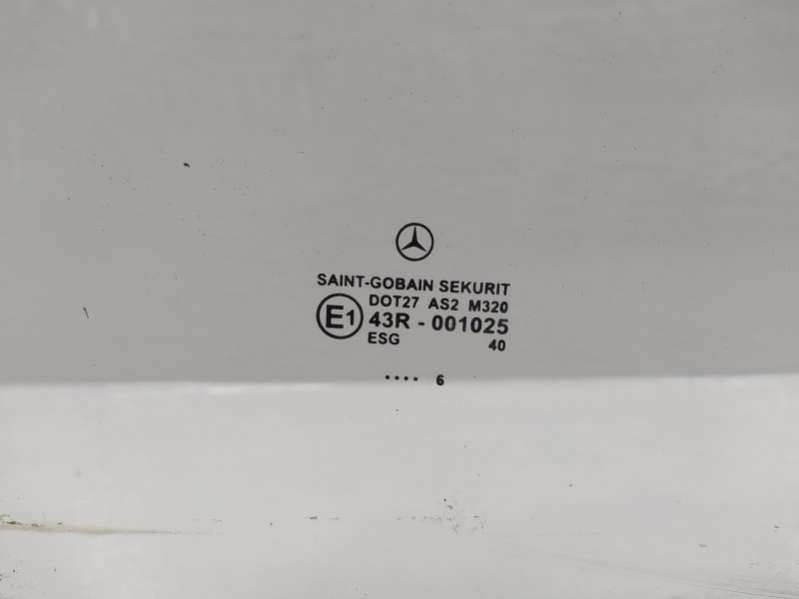 SAINT-GOBAIN SEKURIT
DOT27 AS2 M320
E1 43R - 001025
ESG 40
.... 6